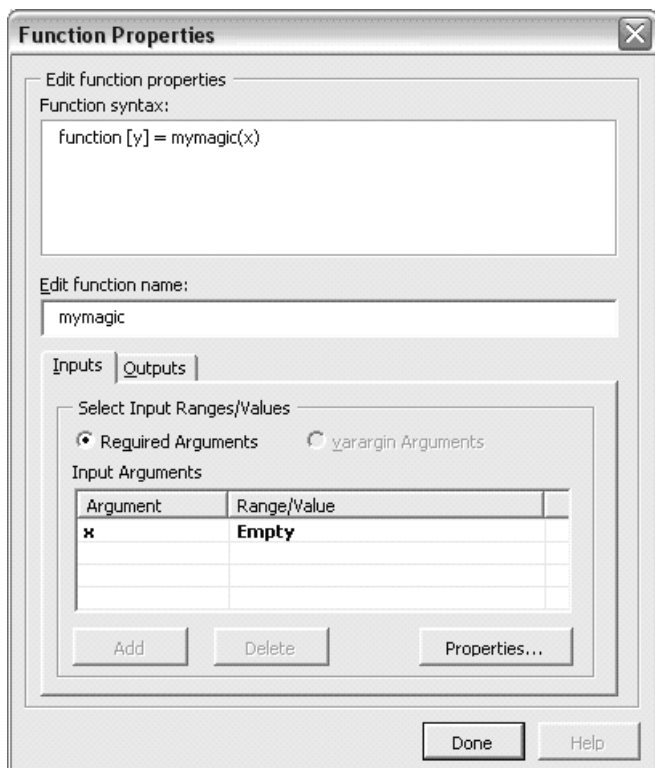 Function Properties
Edit function properties
Function syntax:
function [y] = mymagic(x)
Edit function name:
mymagic
Inputs Outputs
Select Input Ranges/Values
Required Arguments varargin Arguments
Input Arguments
Argument Range/Value
x Empty
Add Delete Properties...
Done Help